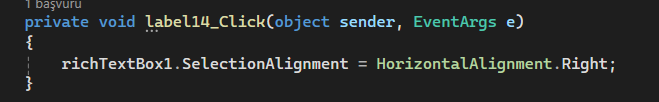 1 başvuru
private void label14_Click(object sender, EventArgs e)
{
richTextBox1.SelectionAlignment = HorizontalAlignment.Right;
}